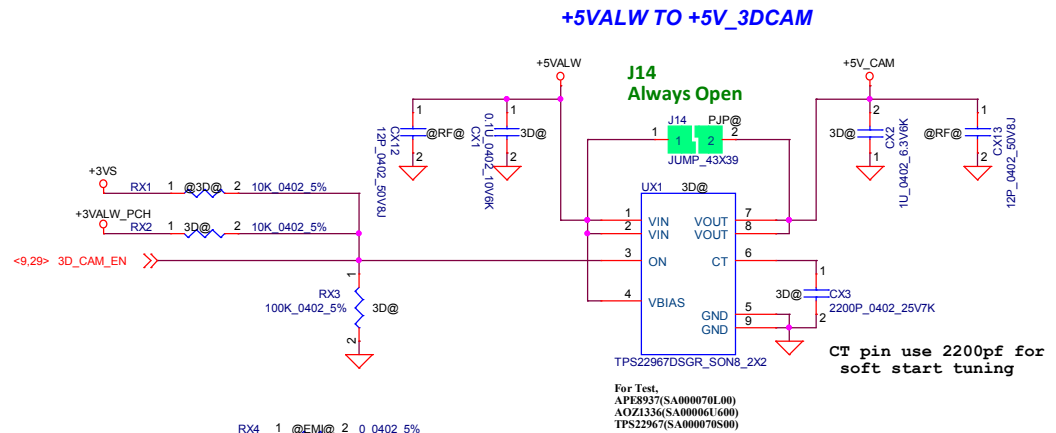 +5VALW TO +5V_3DCAM
+5VALW
J14
Always Open
+5V_CAM
1
CX12
12P_0402_50V8J
@RF@
2
1
0.1U_0402_10V6K
CX1
3D@
2
J14 PJP@
1 1 2 2
JUMP_43X39
2
3D@
CX2
1U_0402_6.3V6K
1
1
@RF@
CX13
12P_0402_50V8J
2
+3VS
RX1 1 @3D@ 2 10K_0402_5%
+3VALW_PCH
RX2 1 3D@ 2 10K_0402_5%
<9,29> 3D_CAM_EN
1
RX3
100K_0402_5%
3D@
2
UX1 3D@
1 VIN VOUT 7
2 VIN VOUT 8
3 ON CT 6
4 VBIAS
GND 5
GND 9
TPS22967DSGR_SON8_2X2
1
3D@ CX3
2200P_0402_25V7K
2
CT pin use 2200pf for
soft start tuning
For Test,
APE8937(SA000070L00)
AOZ1336(SA00006U600)
TPS22967(SA000070S00)
RX4 1 @EMI@ 2 0_0402_5%